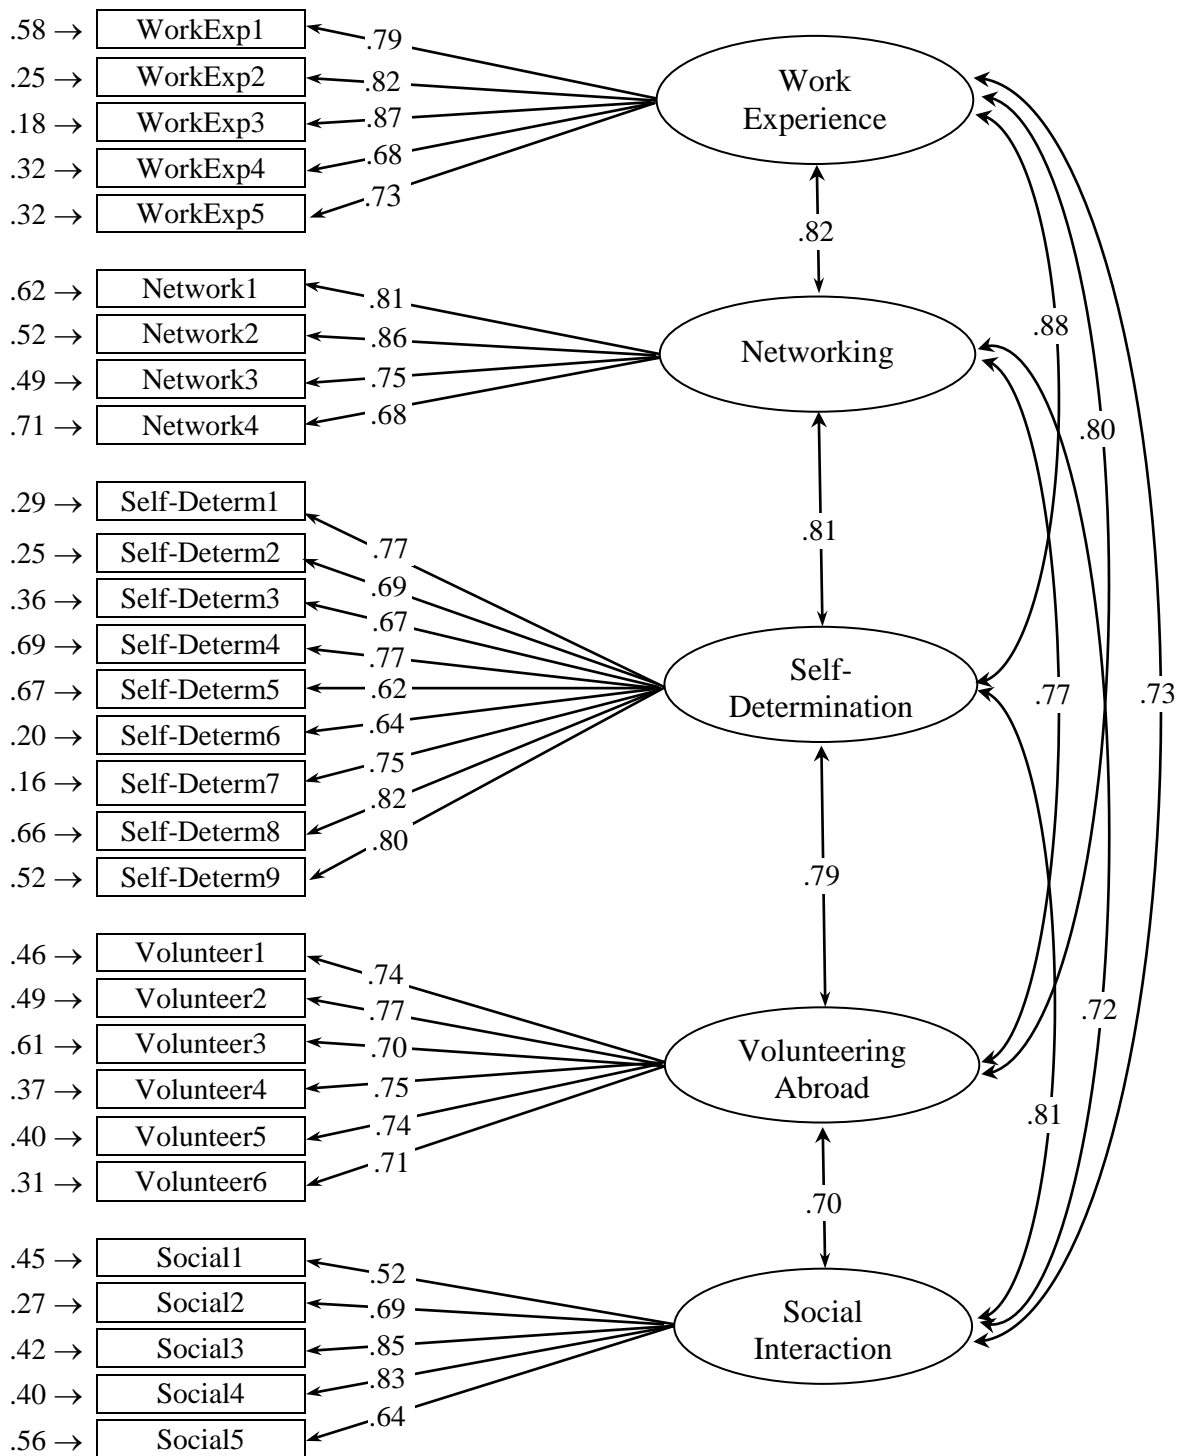 .58 → WorkExp1
.25 → WorkExp2
.18 → WorkExp3
.32 → WorkExp4
.32 → WorkExp5
.79
.82
.87
.68
.73
Work
Experience
.82
.62 → Network1
.52 → Network2
.49 → Network3
.71 → Network4
.81
.86
.75
.68
Networking
.88
.80
.81
.29 → Self-Determ1
.25 → Self-Determ2
.36 → Self-Determ3
.69 → Self-Determ4
.67 → Self-Determ5
.20 → Self-Determ6
.16 → Self-Determ7
.66 → Self-Determ8
.52 → Self-Determ9
.77
.69
.67
.77
.62
.64
.75
.82
.80
Self-
Determination
.77
.73
.79
.46 → Volunteer1
.49 → Volunteer2
.61 → Volunteer3
.37 → Volunteer4
.40 → Volunteer5
.31 → Volunteer6
.74
.77
.70
.75
.74
.71
Volunteering
Abroad
.72
.81
.70
.45 → Social1
.27 → Social2
.42 → Social3
.40 → Social4
.56 → Social5
.52
.69
.85
.83
.64
Social
Interaction